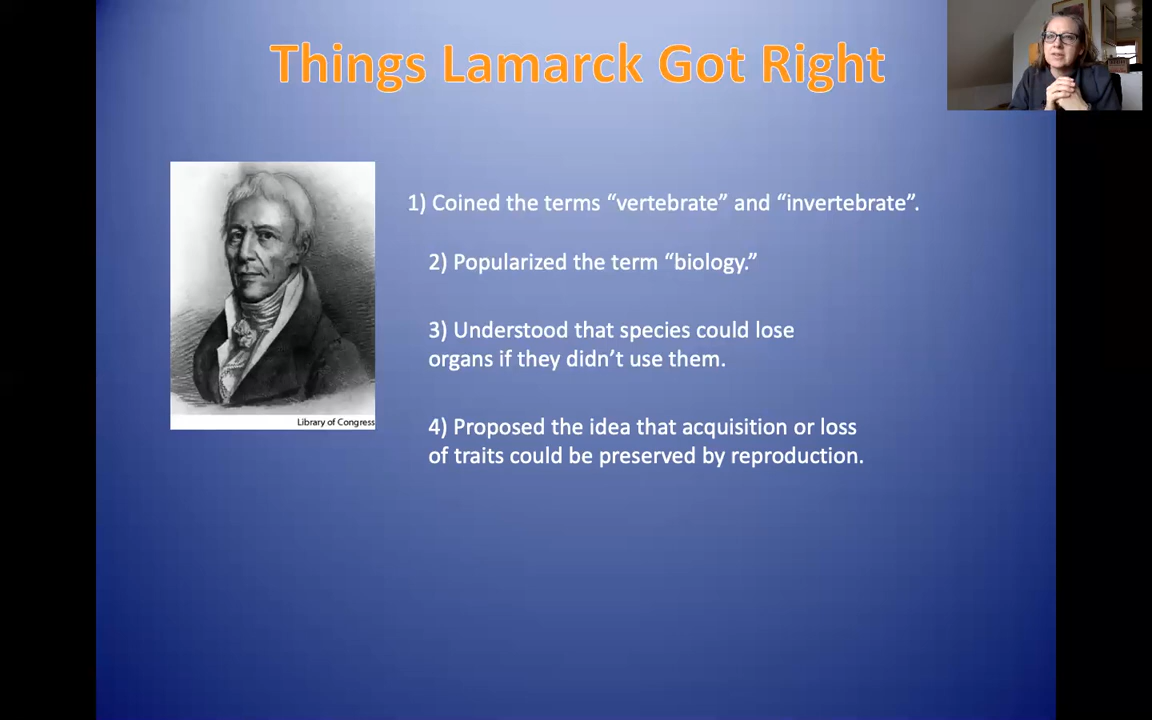 Things Lamarck Got Right
1) Coined the terms “vertebrate” and “invertebrate”.
2) Popularized the term “biology.”
3) Understood that species could lose
organs if they didn’t use them.
Library of Congress
4) Proposed the idea that acquisition or loss
of traits could be preserved by reproduction.